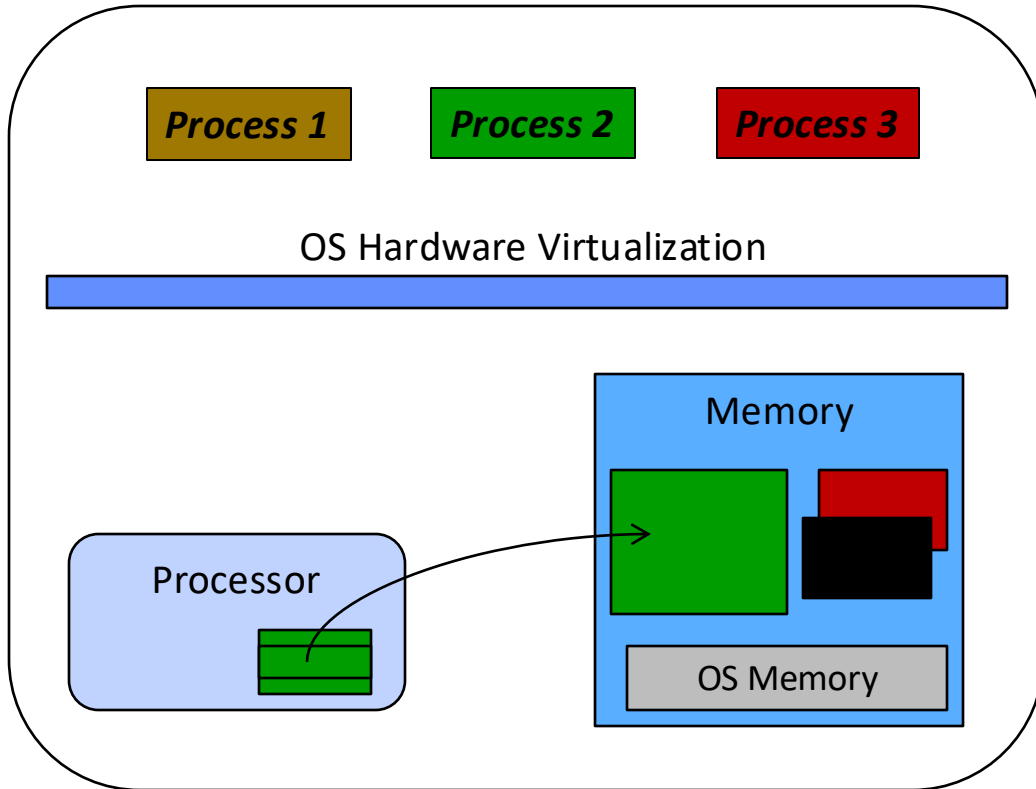 Process 1
Process 2
Process 3
OS Hardware Virtualization
Memory
Processor
OS Memory